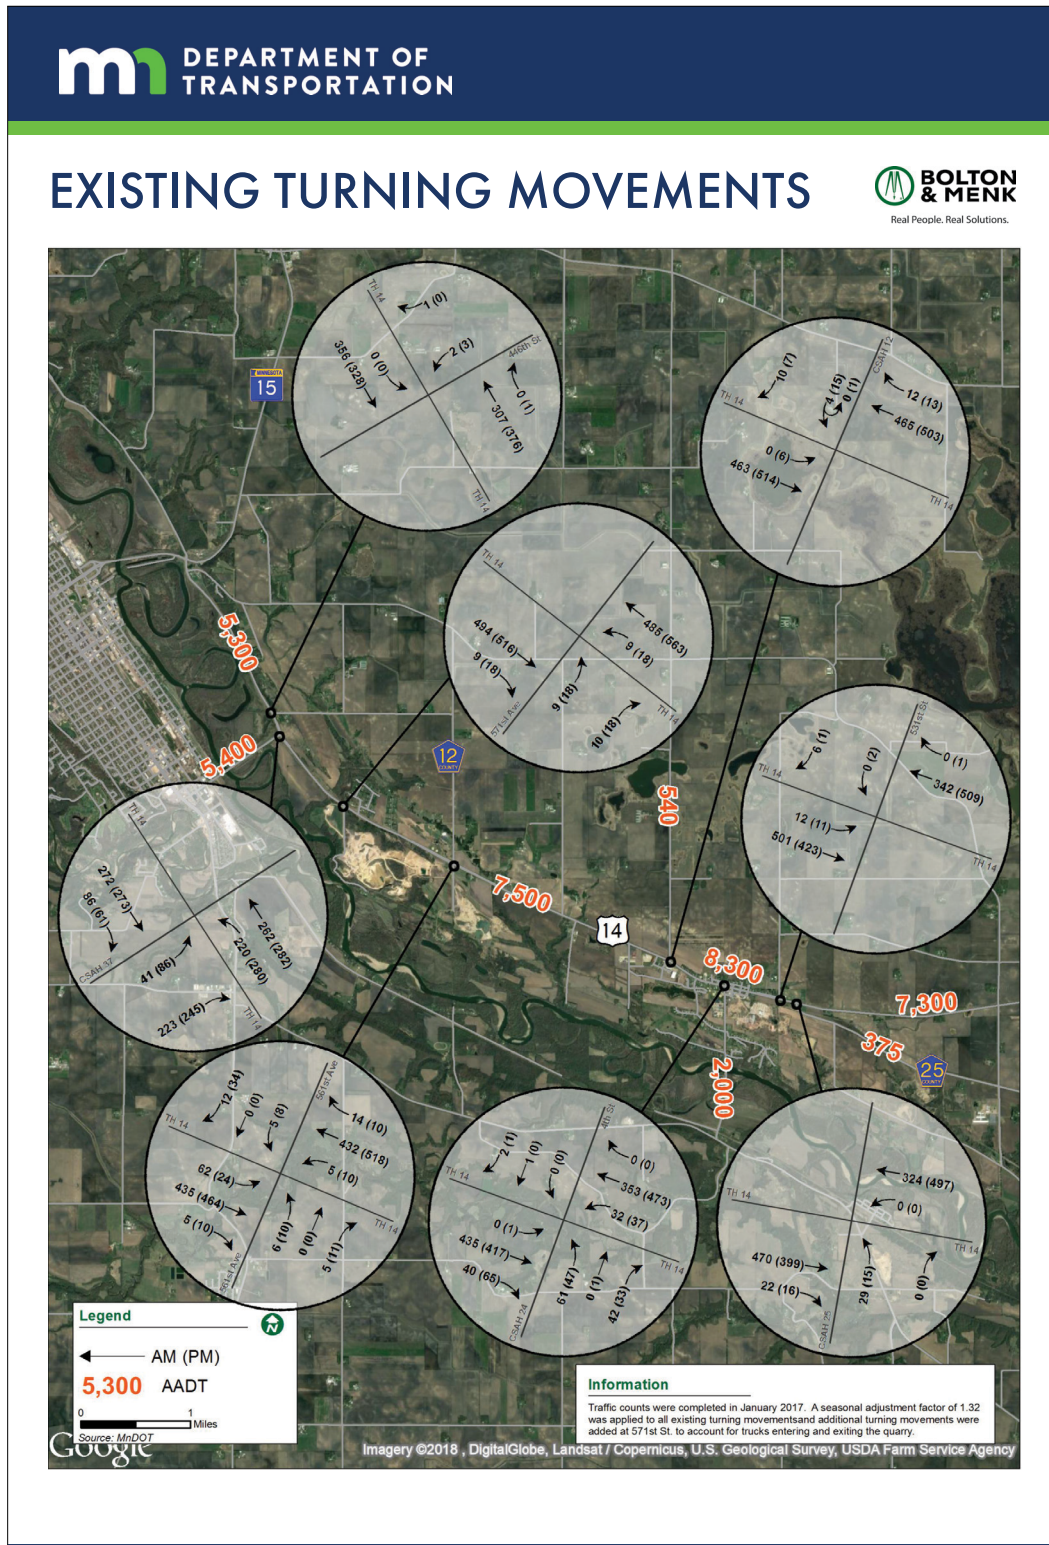 DEPARTMENT OF
TRANSPORTATION
EXISTING TURNING MOVEMENTS
BOLTON
& MENK
Real People. Real Solutions.
TH 14
1 (0)
356 (328)
0 (0)
2 (3)
446th St
0 (1)
307 (376)
TH 14
MINNESOTA
15
10 (7)
4 (15)
0 (1)
CSAH 12
12 (13)
465 (503)
TH 14
0 (6)
463 (514)
TH 14
TH 14
494 (516)
9 (18)
571st Ave
485 (563)
9 (18)
9 (18)
10 (18)
TH 14
5,300
5,400
12
COUNTY
540
7,500
14
8,300
7,300
375
25
COUNTY
2,000
6 (1)
0 (2)
531st St
0 (1)
342 (509)
TH 14
12 (11)
501 (423)
TH 14
TH 14
272 (273)
86 (61)
CSAH 37
41 (86)
262 (282)
220 (280)
223 (245)
TH 14
12 (34)
0 (0)
5 (8)
561st Ave
14 (10)
432 (518)
5 (10)
TH 14
62 (24)
435 (464)
5 (10)
561st Ave
6 (10)
0 (0)
5 (11)
TH 14
2 (1)
1 (0)
0 (0)
4th St
0 (0)
353 (473)
32 (37)
TH 14
0 (1)
435 (417)
40 (65)
CSAH 24
61 (47)
0 (1)
42 (33)
TH 14
324 (497)
0 (0)
TH 14
470 (399)
22 (16)
CSAH 25
29 (15)
0 (0)
TH 14
Legend
N
AM (PM)
5,300 AADT
0 1
Miles
Source: MnDOT
Google
Information
Traffic counts were completed in January 2017. A seasonal adjustment factor of 1.32
was applied to all existing turning movementsand additional turning movements were
added at 571st St. to account for trucks entering and exiting the quarry.
Imagery ©2018 , DigitalGlobe, Landsat / Copernicus, U.S. Geological Survey, USDA Farm Service Agency